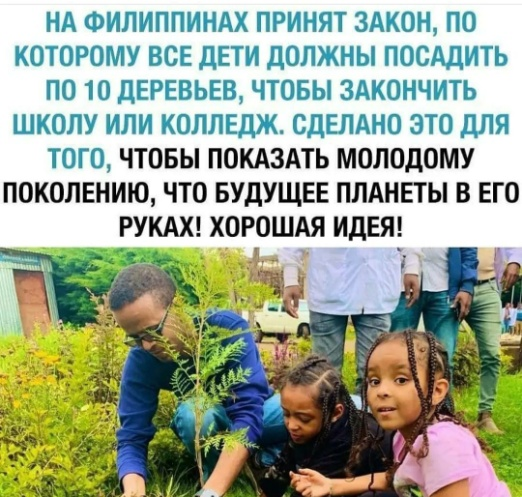 НА ФИЛИППИНАХ ПРИНЯТ ЗАКОН, ПО
КОТОРОМУ ВСЕ ДЕТИ ДОЛЖНЫ ПОСАДИТЬ
ПО 10 ДЕРЕВЬЕВ, ЧТОБЫ ЗАКОНЧИТЬ
ШКОЛУ ИЛИ КОЛЛЕДЖ. СДЕЛАНО ЭТО ДЛЯ
ТОГО, ЧТОБЫ ПОКАЗАТЬ МОЛОДОМУ
ПОКОЛЕНИЮ, ЧТО БУДУЩЕЕ ПЛАНЕТЫ В ЕГО
РУКАХ! ХОРОШАЯ ИДЕЯ!